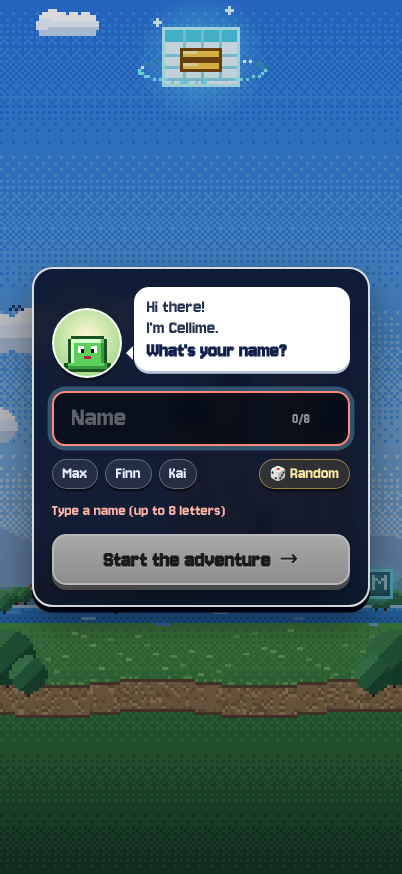 Hi there!
I'm Cellime.
What's your name?
Name
0/8
Max
Finn
Kai
🎲 Random
Type a name (up to 8 letters)
Start the adventure →
M